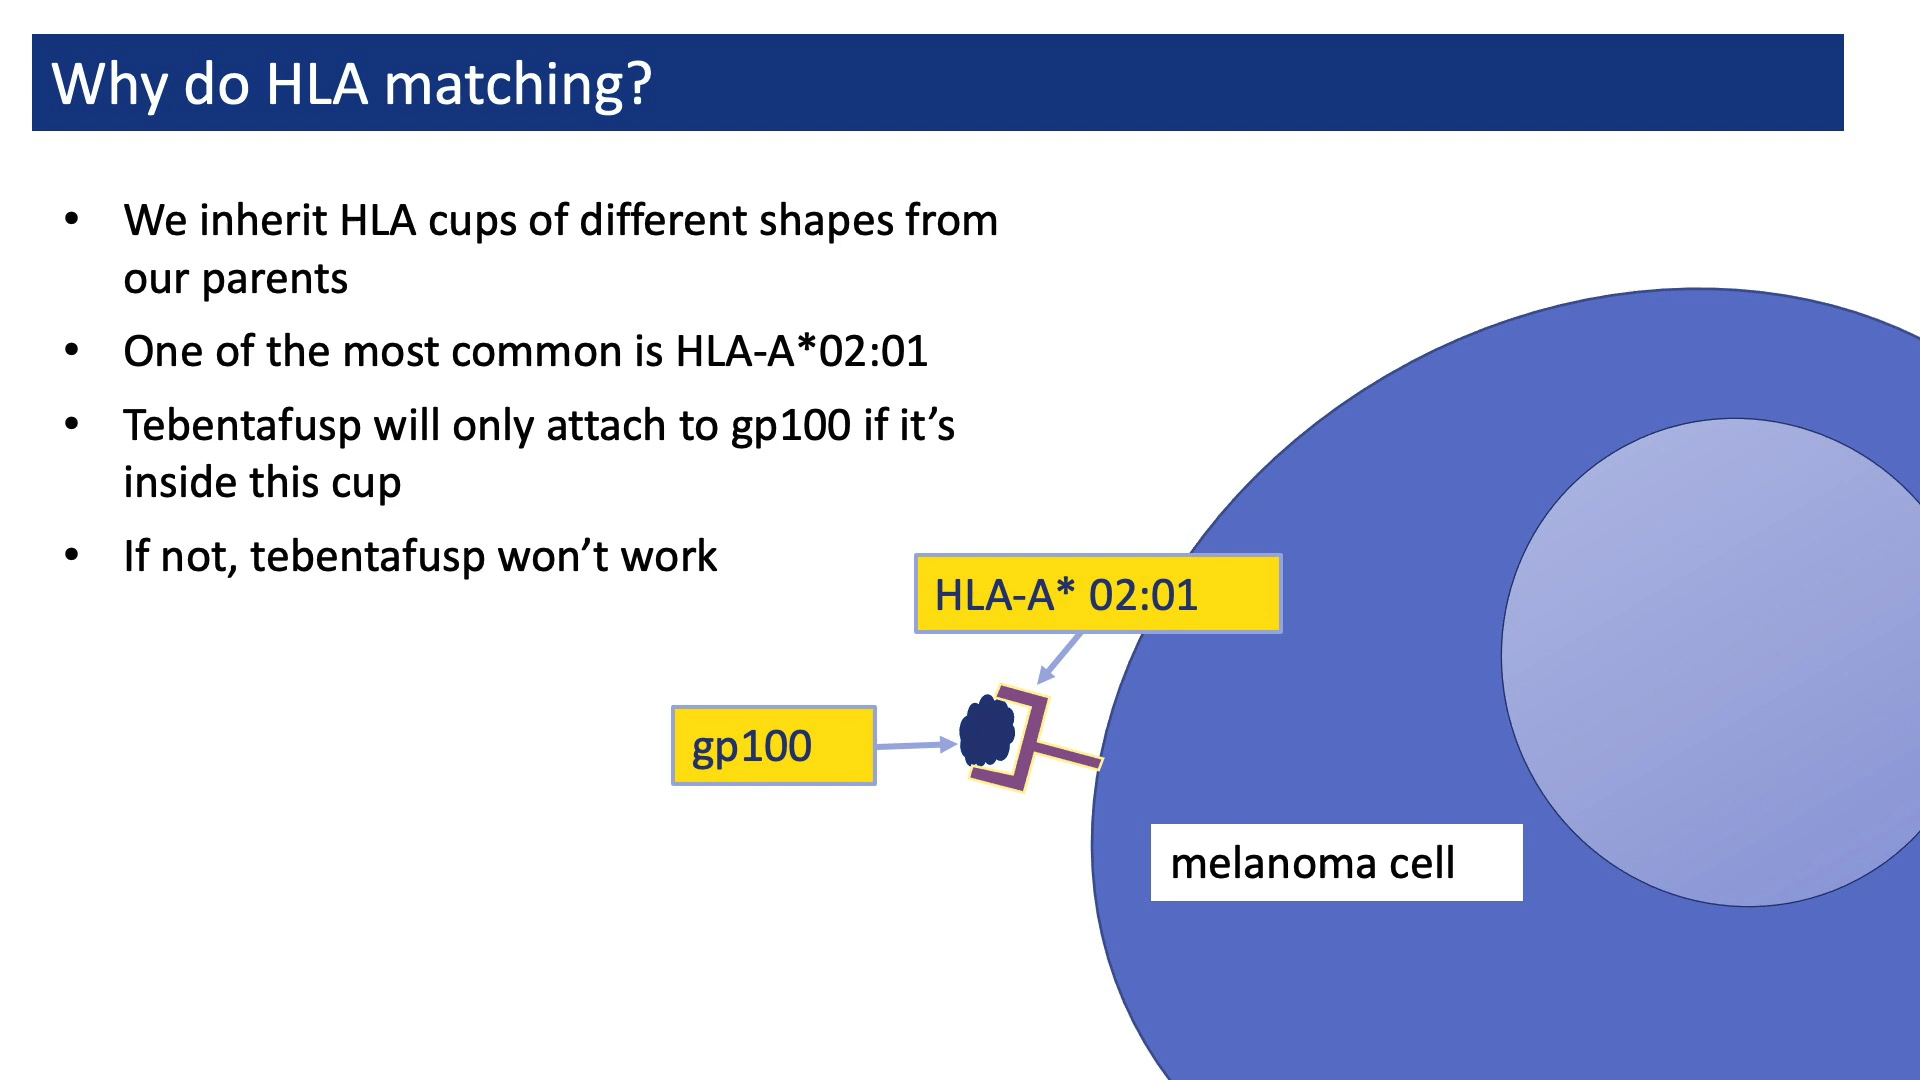 Why do HLA matching?
• We inherit HLA cups of different shapes from
our parents
• One of the most common is HLA-A*02:01
• Tebentafusp will only attach to gp100 if it’s
inside this cup
• If not, tebentafusp won’t work
HLA-A* 02:01
gp100
melanoma cell